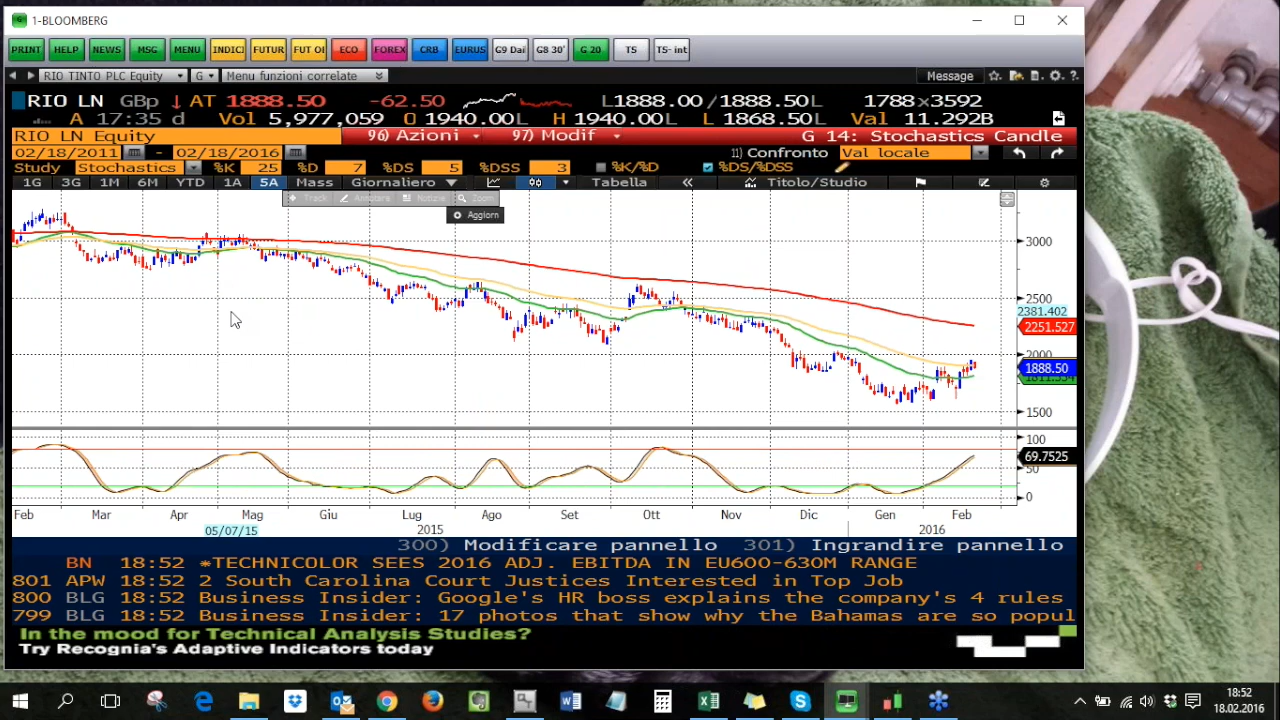 1-BLOOMBERG
PRINT HELP NEWS MSG MENU INDICI FUTUR FUT OI ECO FOREX CRB EURUS G9 Dai G8 30' G 20 T5 T5- int
RIO TINTO PLC Equity G Menu funzioni correlate Message
RIO LN GBp ↓ AT 1888.50 -62.50 L1888.00/1888.50L 1788x3592
A 17:35 d Vol 5,977,059 O 1940.00L H 1940.00L L 1868.50L Val 11.292B
RIO LN Equity 96) Azioni 97) Modif G 14: Stochastics Candle
02/18/2011 - 02/18/2016 11) Confronto Val locale
Study Stochastics %K 25 %D 7 %DS 5 %DSS 3 %K/%D %DS/%DSS
1G 3G 1M 6M YTD 1A 5A Mass Giornaliero Tabella « Titolo/Studio
Track Annotare Notizie Zoom
Aggiorn
3000
2500
2381.402
2251.527
2000
1888.50
1500
100
69.7525
50
0
Feb Mar Apr Mag Giu Lug Ago Set Ott Nov Dic Gen Feb
05/07/15 2015 2016
300) Modificare pannello 301) Ingrandire pannello
BN 18:52 *TECHNICOLOR SEES 2016 ADJ. EBITDA IN EU600-630M RANGE
801 APW 18:52 2 South Carolina Court Justices Interested in Top Job
800 BLG 18:52 Business Insider: Google's HR boss explains the company's 4 rules
799 BLG 18:52 Business Insider: 17 photos that show why the Bahamas are so popul
In the mood for Technical Analysis Studies?
Try Recognia's Adaptive Indicators today
18:52
18.02.2016